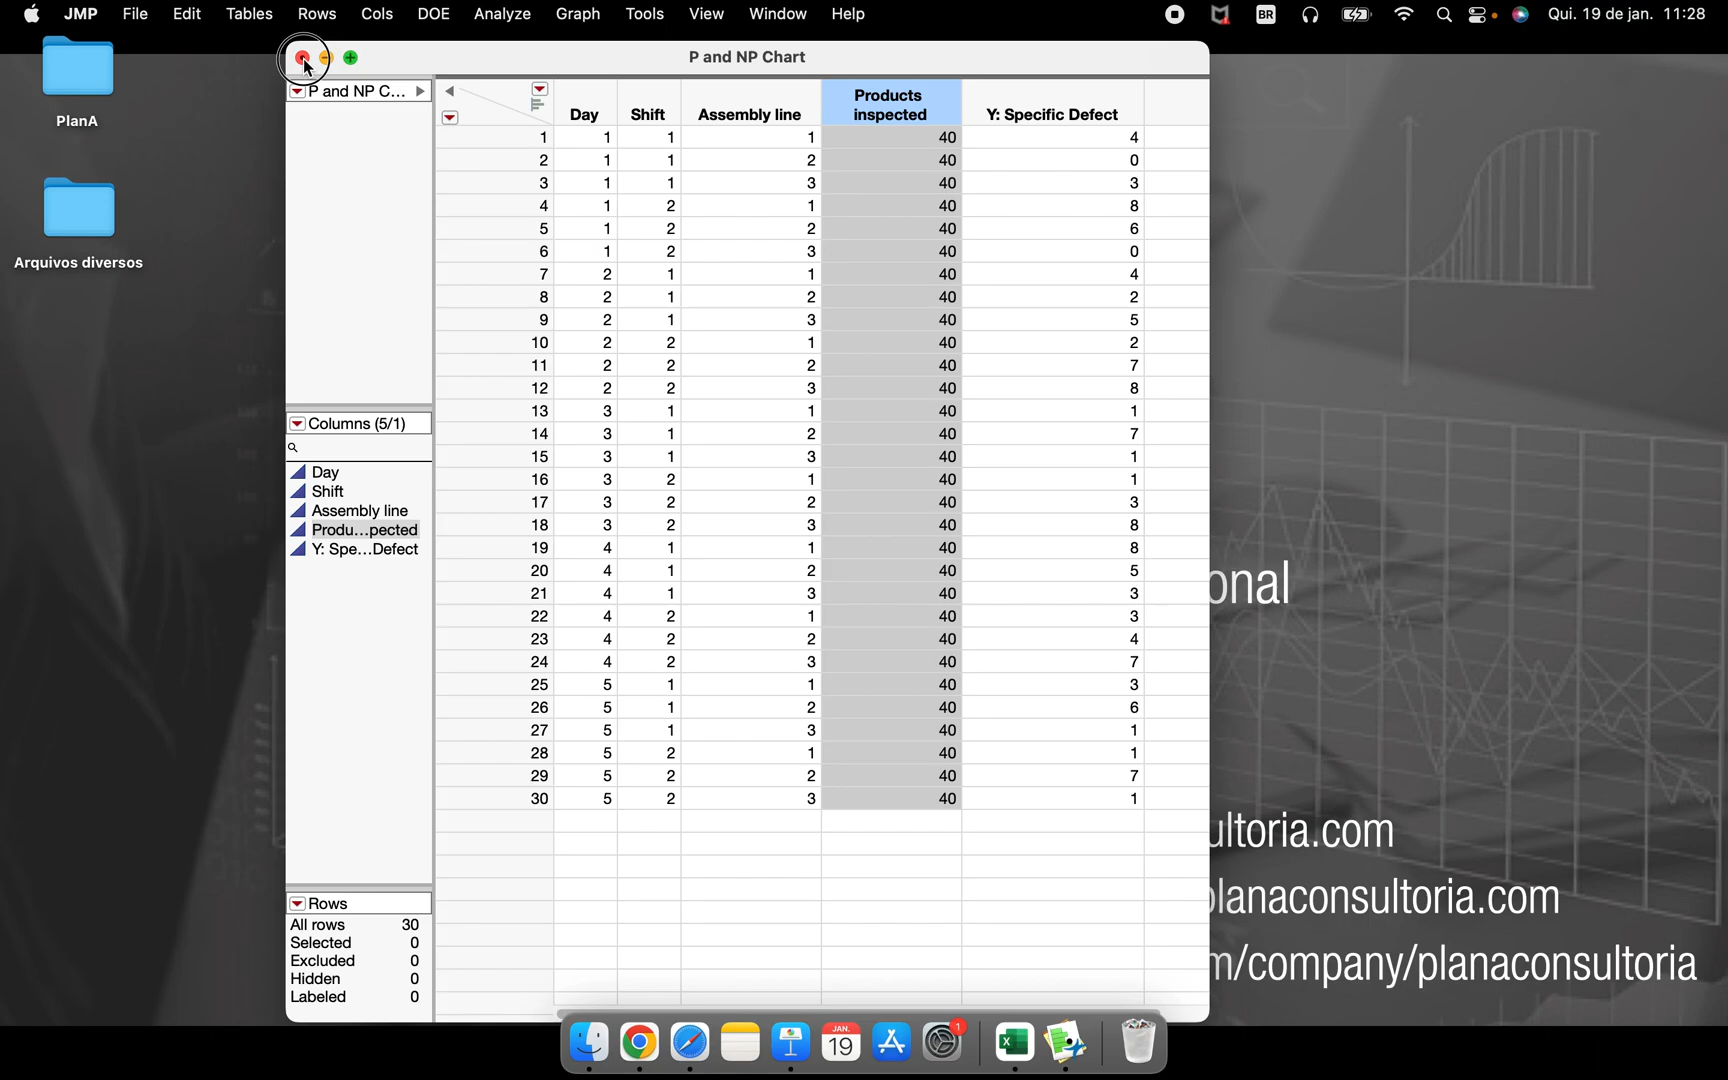 JMP File Edit Tables Rows Cols DOE Analyze Graph Tools View Window Help BR Qui. 19 de jan. 11:28
PlanA
Arquivos diversos
P and NP Chart
P and NP C...
Day Shift Assembly line Products inspected Y: Specific Defect
1 1 1 1 40 4
2 1 1 2 40 0
3 1 1 3 40 3
4 1 2 1 40 8
5 1 2 2 40 6
6 1 2 3 40 0
7 2 1 1 40 4
8 2 1 2 40 2
9 2 1 3 40 5
10 2 2 1 40 2
11 2 2 2 40 7
12 2 2 3 40 8
13 3 1 1 40 1
14 3 1 2 40 7
15 3 1 3 40 1
16 3 2 1 40 1
17 3 2 2 40 3
18 3 2 3 40 8
19 4 1 1 40 8
20 4 1 2 40 5
21 4 1 3 40 3
22 4 2 1 40 3
23 4 2 2 40 4
24 4 2 3 40 7
25 5 1 1 40 3
26 5 1 2 40 6
27 5 1 3 40 1
28 5 2 1 40 1
29 5 2 2 40 7
30 5 2 3 40 1
Columns (5/1)
Day
Shift
Assembly line
Produ...pected
Y: Spe...Defect
Rows
All rows 30
Selected 0
Excluded 0
Hidden 0
Labeled 0
onal
ultoria.com
planaconsultoria.com
m/company/planaconsultoria
JAN. 19
1